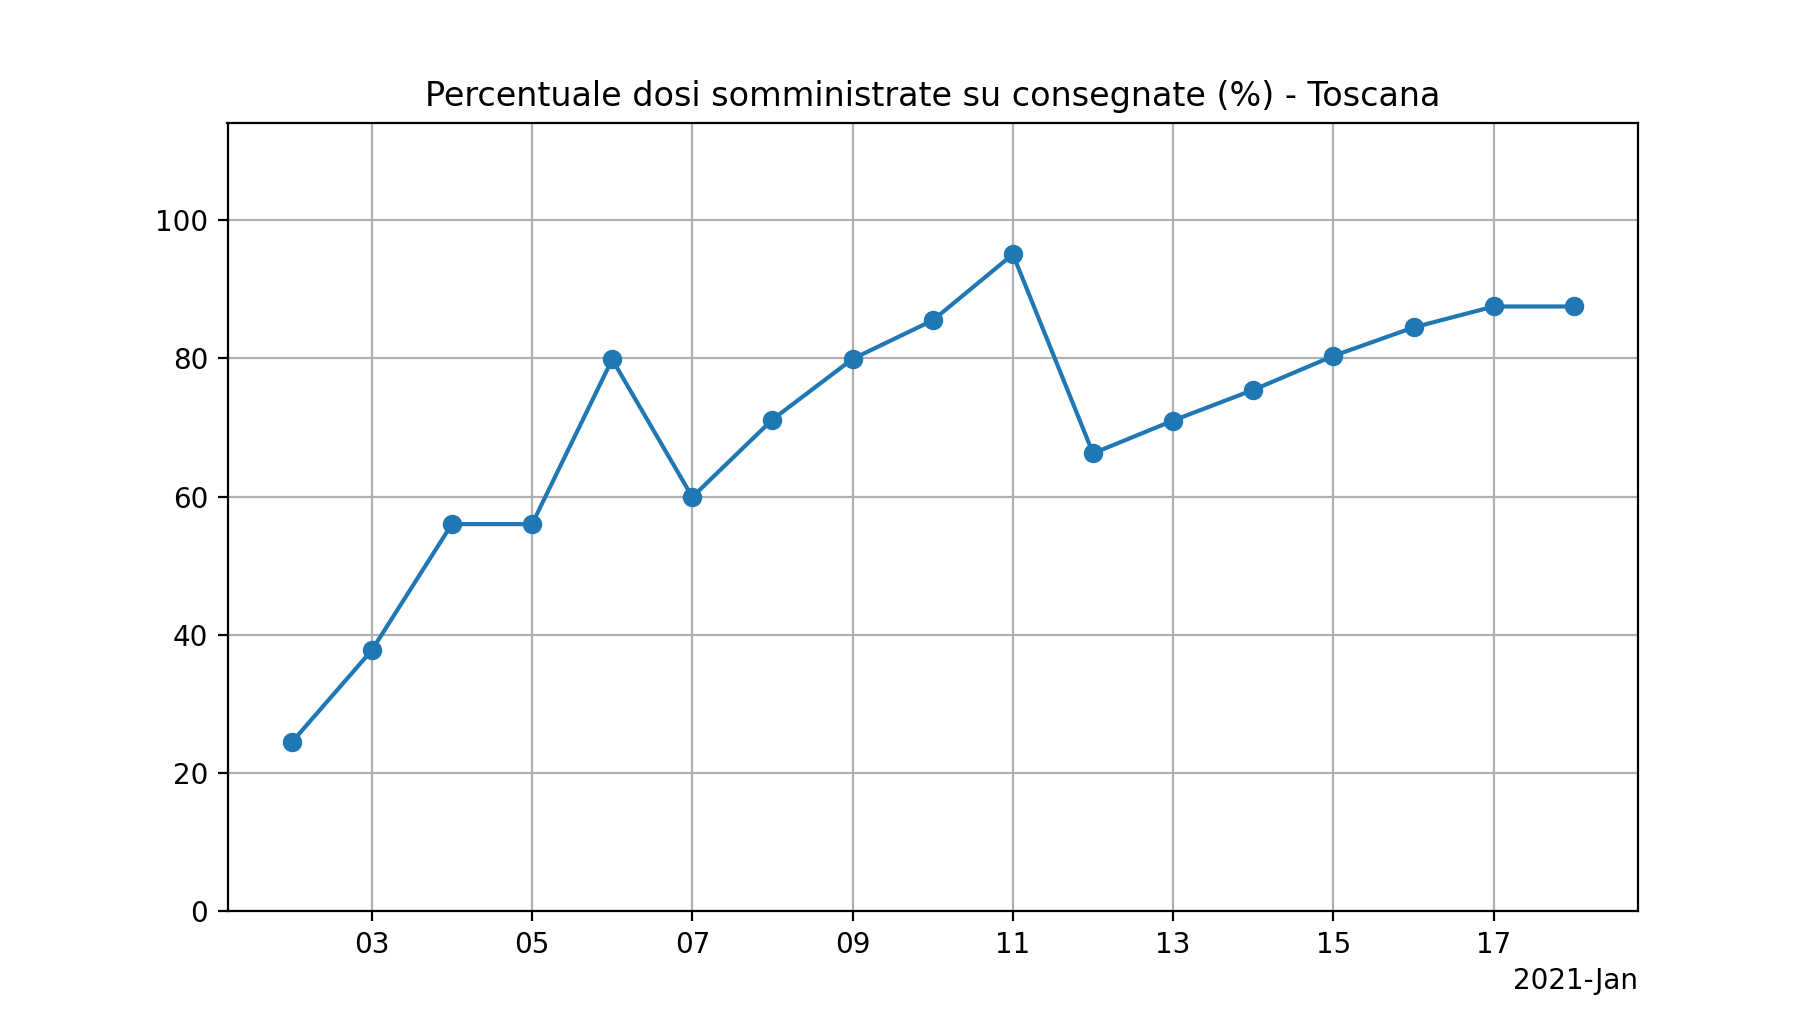 Percentuale dosi somministrate su consegnate (%) - Toscana
100
80
60
40
20
0
03 05 07 09 11 13 15 17
2021-Jan